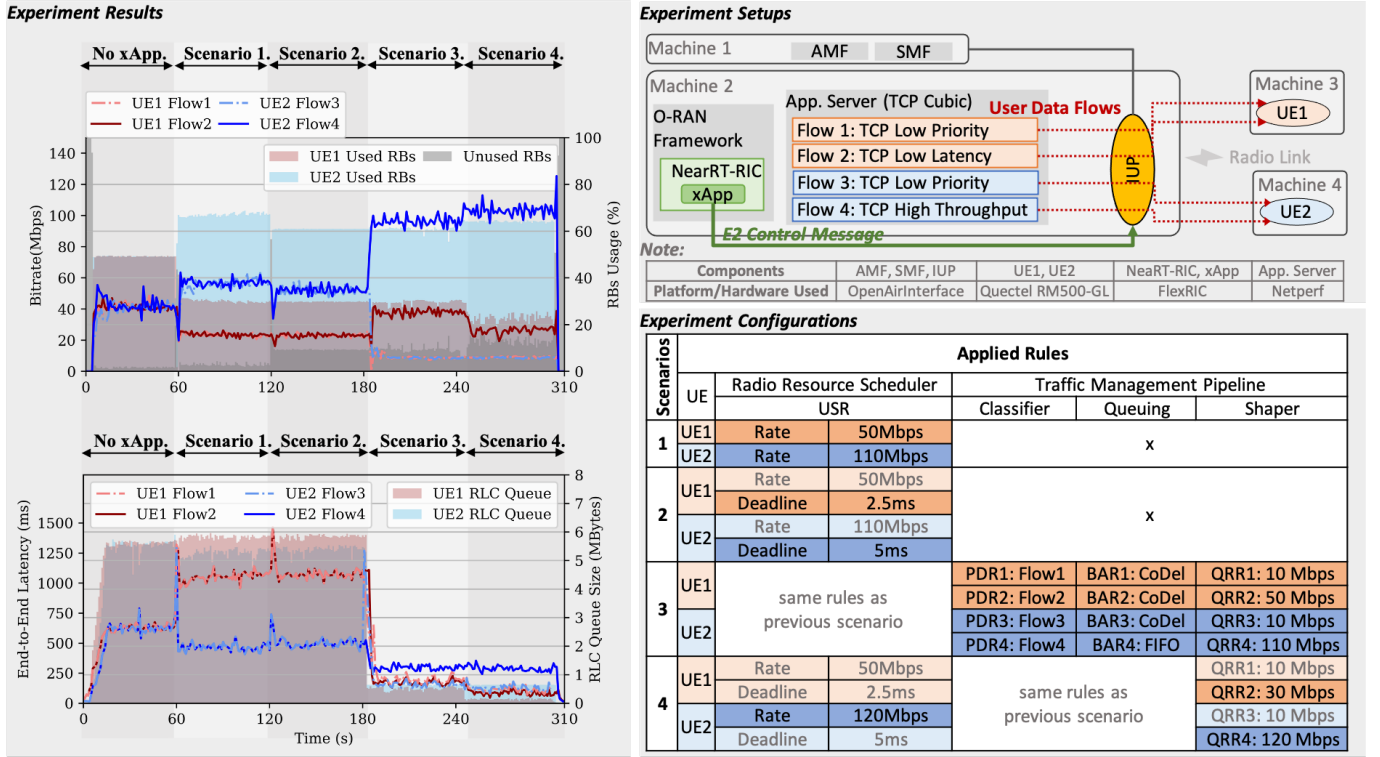 Experiment Results
No xApp. Scenario 1. Scenario 2. Scenario 3. Scenario 4.
UE1 Flow1 UE2 Flow3
UE1 Flow2 UE2 Flow4
UE1 Used RBs Unused RBs
UE2 Used RBs
Bitrate(Mbps)
140
120
100
80
60
40
20
0
100
80
60
40
20
0
RBs Usage (%)
0 60 120 180 240 310
No xApp. Scenario 1. Scenario 2. Scenario 3. Scenario 4.
UE1 Flow1 UE2 Flow3 UE1 RLC Queue
UE1 Flow2 UE2 Flow4 UE2 RLC Queue
End-to-End Latency (ms)
1500
1250
1000
750
500
250
0
8
7
6
5
4
3
2
1
0
RLC Queue Size (MBytes)
0 60 120 180 240 310
Time (s)
Experiment Setups
Machine 1 AMF SMF
Machine 2
O-RAN
Framework
NearRT-RIC
xApp
App. Server (TCP Cubic)
User Data Flows
Flow 1: TCP Low Priority
Flow 2: TCP Low Latency
Flow 3: TCP Low Priority
Flow 4: TCP High Throughput
IUP
Machine 3
UE1
Radio Link
Machine 4
UE2
E2 Control Message
Note:
Components AMF, SMF, IUP UE1, UE2 NeaRT-RIC, xApp App. Server
Platform/Hardware Used OpenAirInterface Quectel RM500-GL FlexRIC Netperf
Experiment Configurations
Scenarios
Applied Rules
UE Radio Resource Scheduler Traffic Management Pipeline
USR Classifier Queuing Shaper
1 UE1 Rate 50Mbps x
UE2 Rate 110Mbps
2 UE1 Rate 50Mbps x
Deadline 2.5ms
UE2 Rate 110Mbps
Deadline 5ms
3 UE1 same rules as previous scenario PDR1: Flow1 BAR1: CoDel QRR1: 10 Mbps
PDR2: Flow2 BAR2: CoDel QRR2: 50 Mbps
UE2 PDR3: Flow3 BAR3: CoDel QRR3: 10 Mbps
PDR4: Flow4 BAR4: FIFO QRR4: 110 Mbps
4 UE1 Rate 50Mbps same rules as previous scenario QRR1: 10 Mbps
Deadline 2.5ms QRR2: 30 Mbps
UE2 Rate 120Mbps QRR3: 10 Mbps
Deadline 5ms QRR4: 120 Mbps